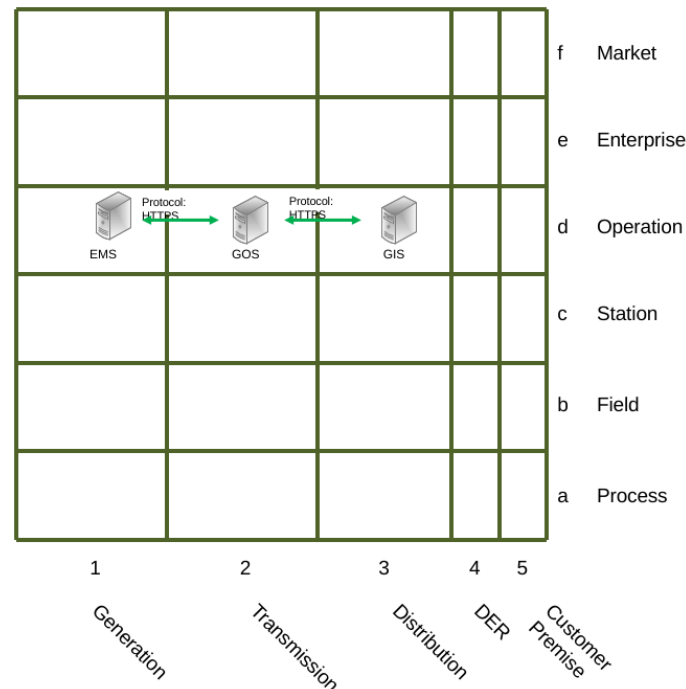 f Market
e Enterprise
Protocol:
HTTPS
Protocol:
HTTPS
d Operation
EMS
GOS
GIS
c Station
b Field
a Process
1
2
3
4
5
Generation
Transmission
Distribution
DER
Customer
Premise